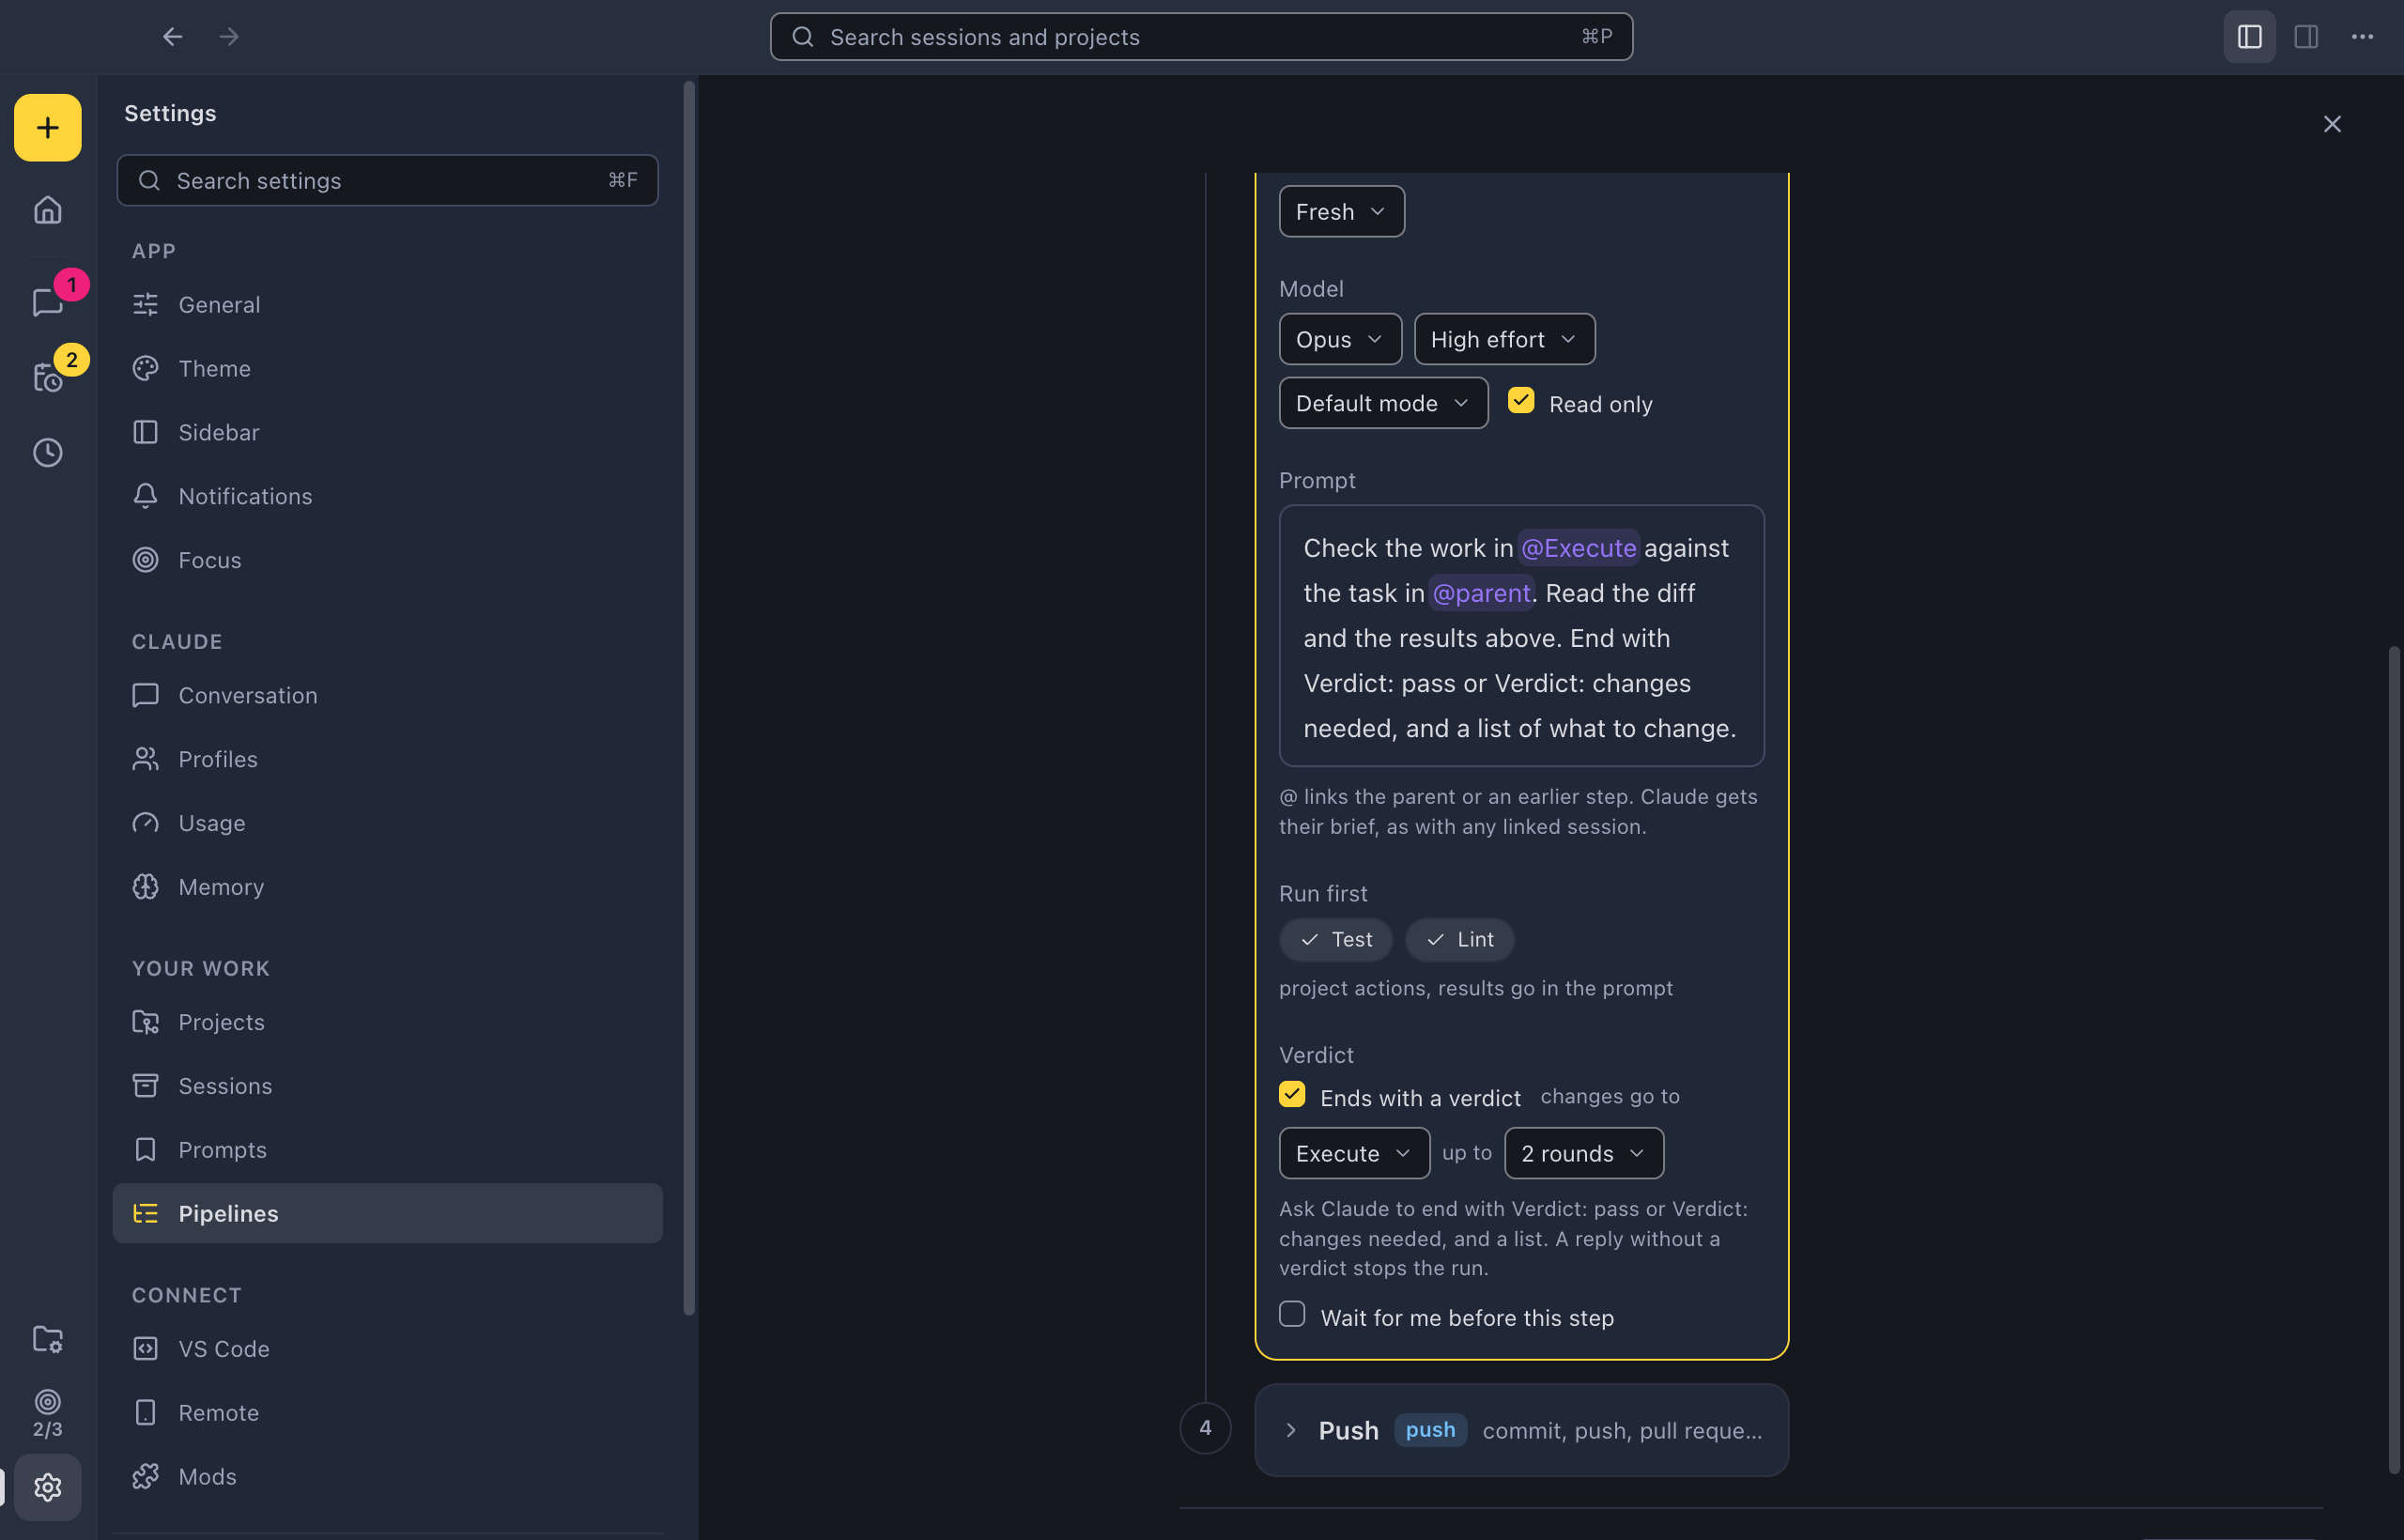 Search sessions and projects ⌘P
Settings
Search settings ⌘F
APP
General
Theme
Sidebar
Notifications
Focus
CLAUDE
Conversation
Profiles
Usage
Memory
YOUR WORK
Projects
Sessions
Prompts
Pipelines
CONNECT
VS Code
Remote
Mods
1
2
2/3
Fresh
Model
Opus High effort
Default mode Read only
Prompt
Check the work in @Execute against
the task in @parent. Read the diff
and the results above. End with
Verdict: pass or Verdict: changes
needed, and a list of what to change.
@ links the parent or an earlier step. Claude gets
their brief, as with any linked session.
Run first
Test Lint
project actions, results go in the prompt
Verdict
Ends with a verdict changes go to
Execute up to 2 rounds
Ask Claude to end with Verdict: pass or Verdict:
changes needed, and a list. A reply without a
verdict stops the run.
Wait for me before this step
4 Push push commit, push, pull reque...